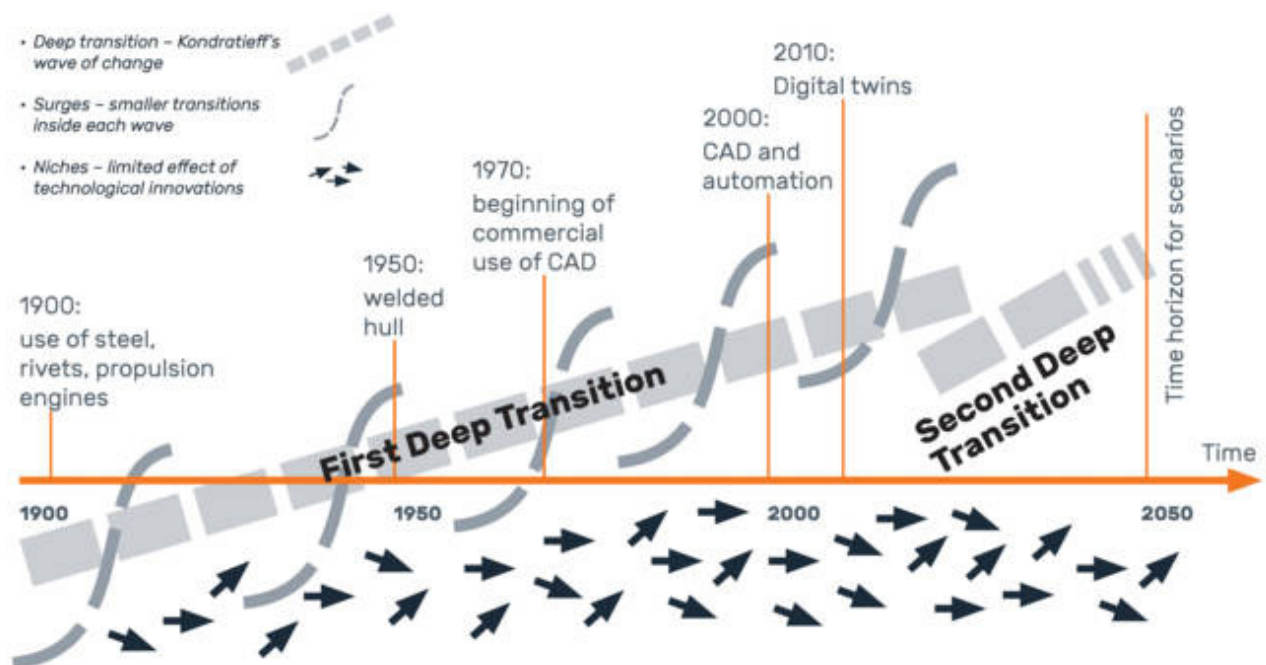 • Deep transition – Kondratieff's
wave of change
• Surges – smaller transitions
inside each wave
• Niches – limited effect of
technological innovations
1900:
use of steel,
rivets, propulsion
engines
1950:
welded
hull
1970:
beginning of
commercial
use of CAD
2000:
CAD and
automation
2010:
Digital twins
Time horizon for scenarios
First Deep Transition
Second Deep
Transition
Time
1900
1950
2000
2050